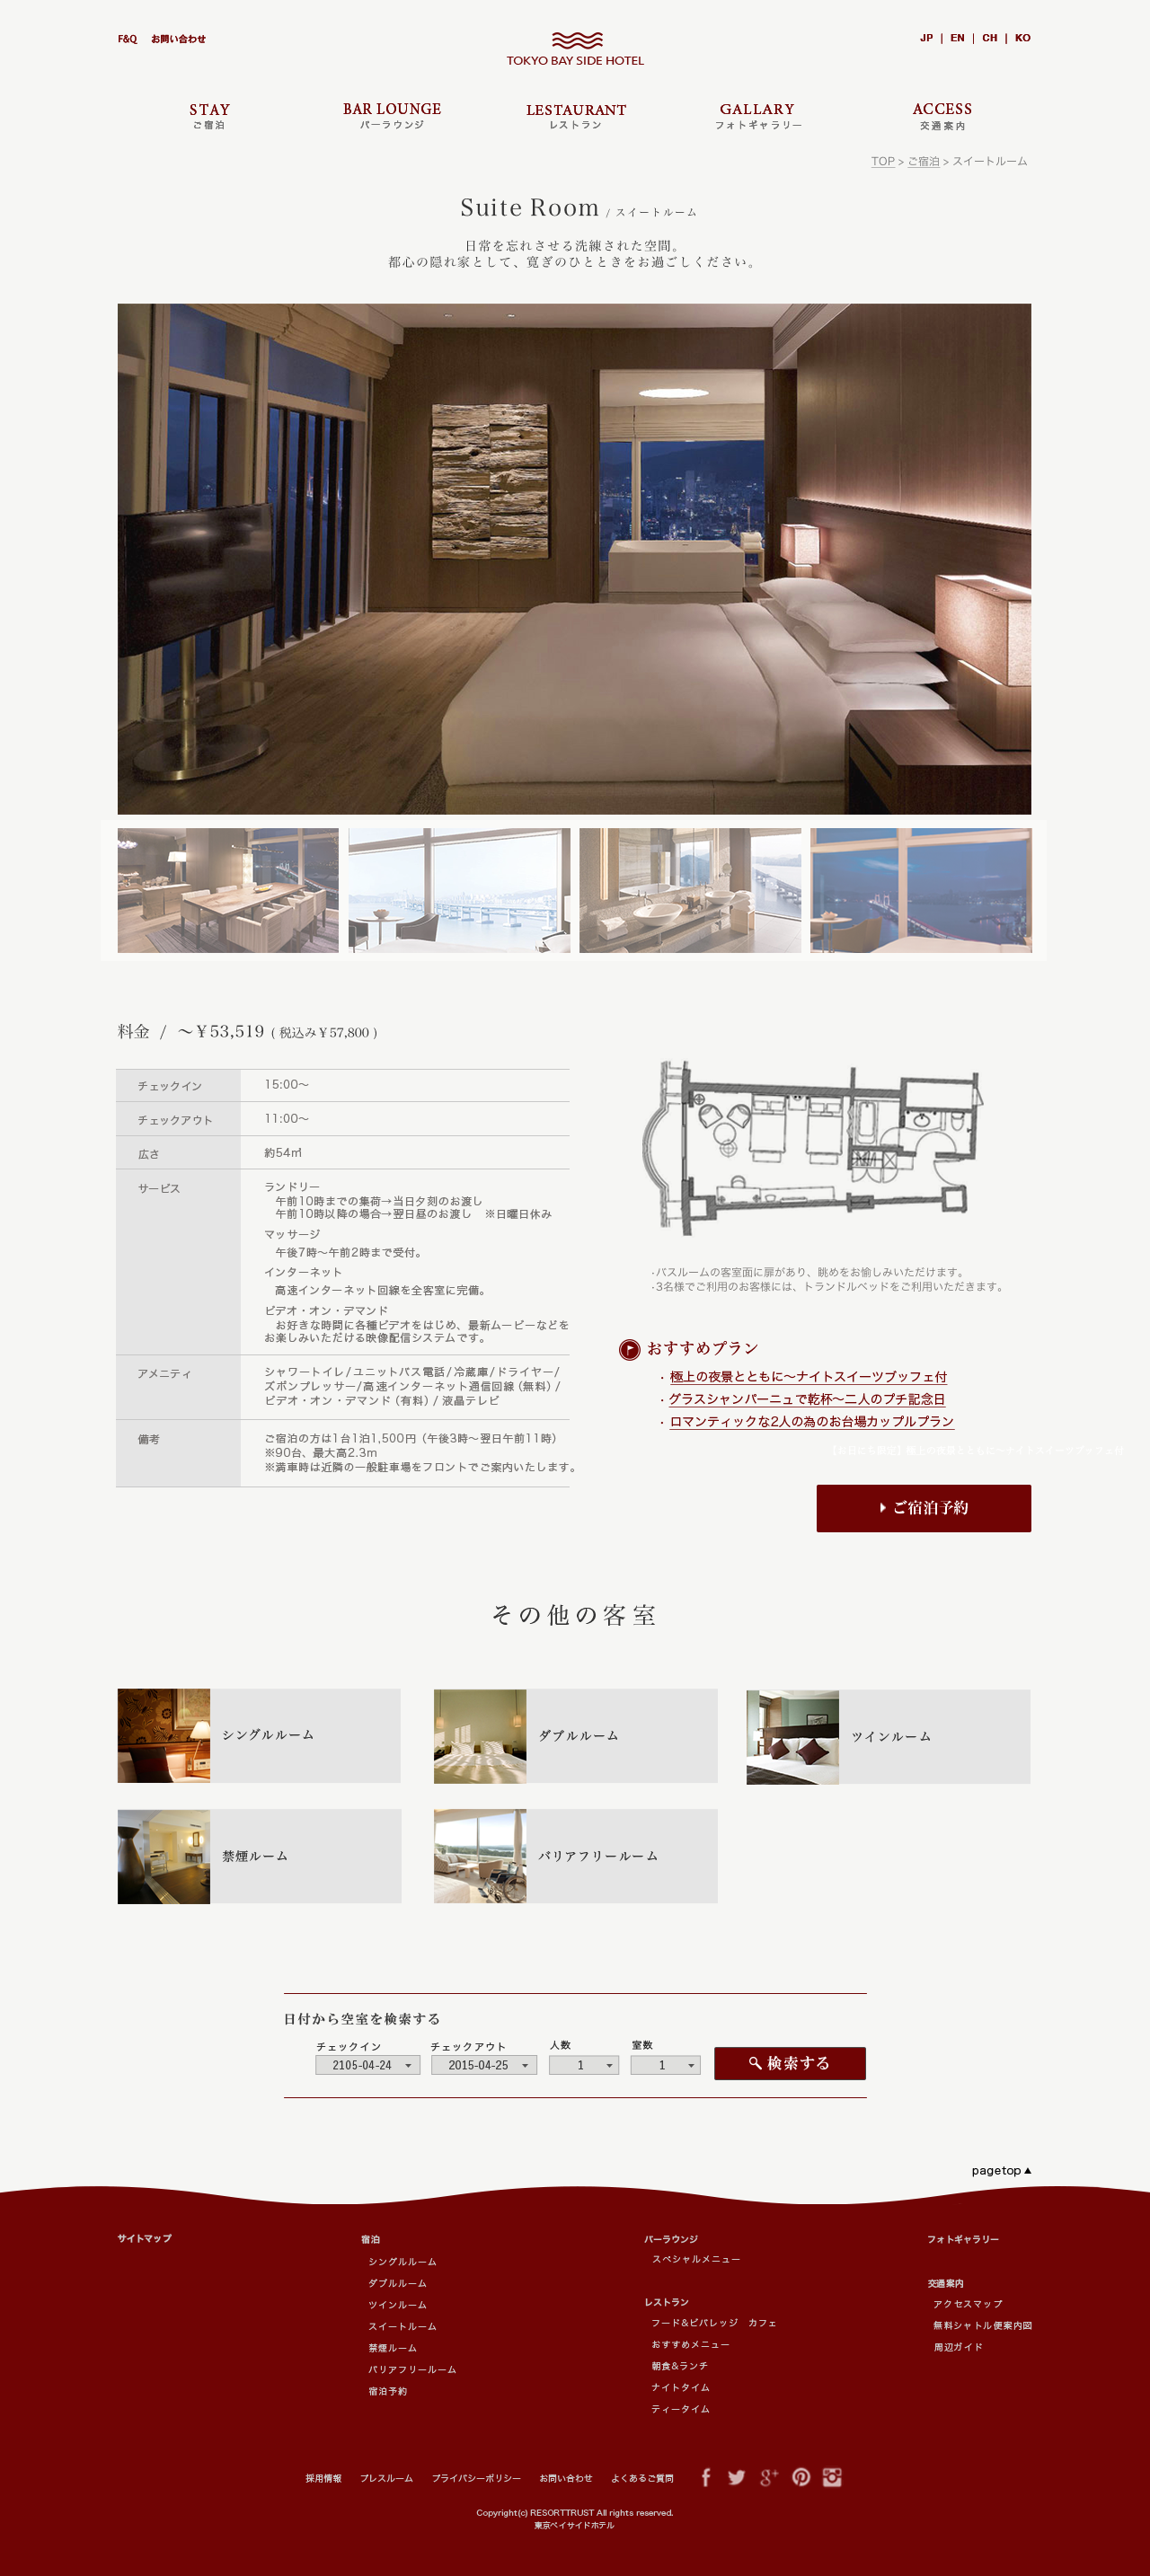 F&Q お問い合わせ
TOKYO BAY SIDE HOTEL
JP | EN | CH | KO
STAY
ご宿泊
BAR LOUNGE
バーラウンジ
LESTAURANT
レストラン
GALLARY
フォトギャラリー
ACCESS
交通案内
TOP > ご宿泊 > スイートルーム
Suite Room / スイートルーム
日常を忘れさせる洗練された空間。
都心の隠れ家として、寛ぎのひとときをお過ごしください。
料金 / ～￥53,519 ( 税込み￥57,800 )
チェックイン 15:00～
チェックアウト 11:00～
広さ 約54㎡
サービス ランドリー
午前10時までの集荷→当日夕刻のお渡し
午前10時以降の場合→翌日昼のお渡し ※日曜日休み
マッサージ
午後7時～午前2時まで受付。
インターネット
高速インターネット回線を全客室に完備。
ビデオ・オン・デマンド
お好きな時間に各種ビデオをはじめ、最新ムービーなどを
お楽しみいただける映像配信システムです。
アメニティ シャワートイレ/ユニットバス電話/冷蔵庫/ドライヤー/
ズボンプレッサー/高速インターネット通信回線 (無料) /
ビデオ・オン・デマンド (有料) / 液晶テレビ
備考 ご宿泊の方は1台1泊1,500円 (午後3時～翌日午前11時)
※90台、最大高2.3m
※満車時は近隣の一般駐車場をフロントでご案内いたします。
・バスルームの客室面に扉があり、眺めをお愉しみいただけます。
・3名様でご利用のお客様には、トランドルベッドをご利用いただきます。
おすすめプラン
・極上の夜景とともに～ナイトスイーツブッフェ付
・グラスシャンパーニュで乾杯～二人のプチ記念日
・ロマンティックな2人の為のお台場カップルプラン
ご宿泊予約
その他の客室
シングルルーム
ダブルルーム
ツインルーム
禁煙ルーム
バリアフリールーム
日付から空室を検索する
チェックイン チェックアウト 人数 室数
2105-04-24 2015-04-25 1 1 検索する
pagetop▲
サイトマップ
宿泊
シングルルーム
ダブルルーム
ツインルーム
スイートルーム
禁煙ルーム
バリアフリールーム
宿泊予約
バーラウンジ
スペシャルメニュー
レストラン
フード&ビバレッジ カフェ
おすすめメニュー
朝食&ランチ
ナイトタイム
ティータイム
フォトギャラリー
交通案内
アクセスマップ
無料シャトル便案内図
周辺ガイド
採用情報 プレスルーム プライバシーポリシー お問い合わせ よくあるご質問
Copyright(c) RESORTTRUST All rights reserved.
東京ベイサイドホテル